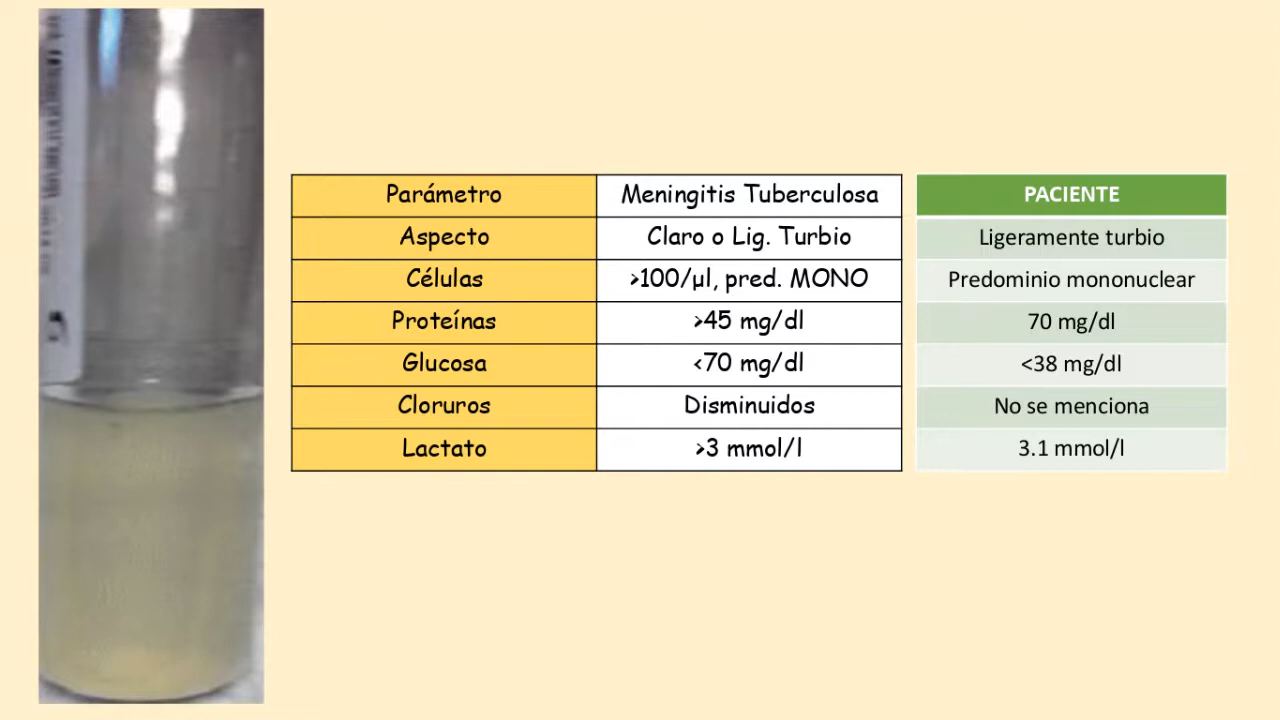 Parámetro Meningitis Tuberculosa PACIENTE
Aspecto Claro o Lig. Turbio Ligeramente turbio
Células >100/µl, pred. MONO Predominio mononuclear
Proteínas >45 mg/dl 70 mg/dl
Glucosa <70 mg/dl <38 mg/dl
Cloruros Disminuidos No se menciona
Lactato >3 mmol/l 3.1 mmol/l